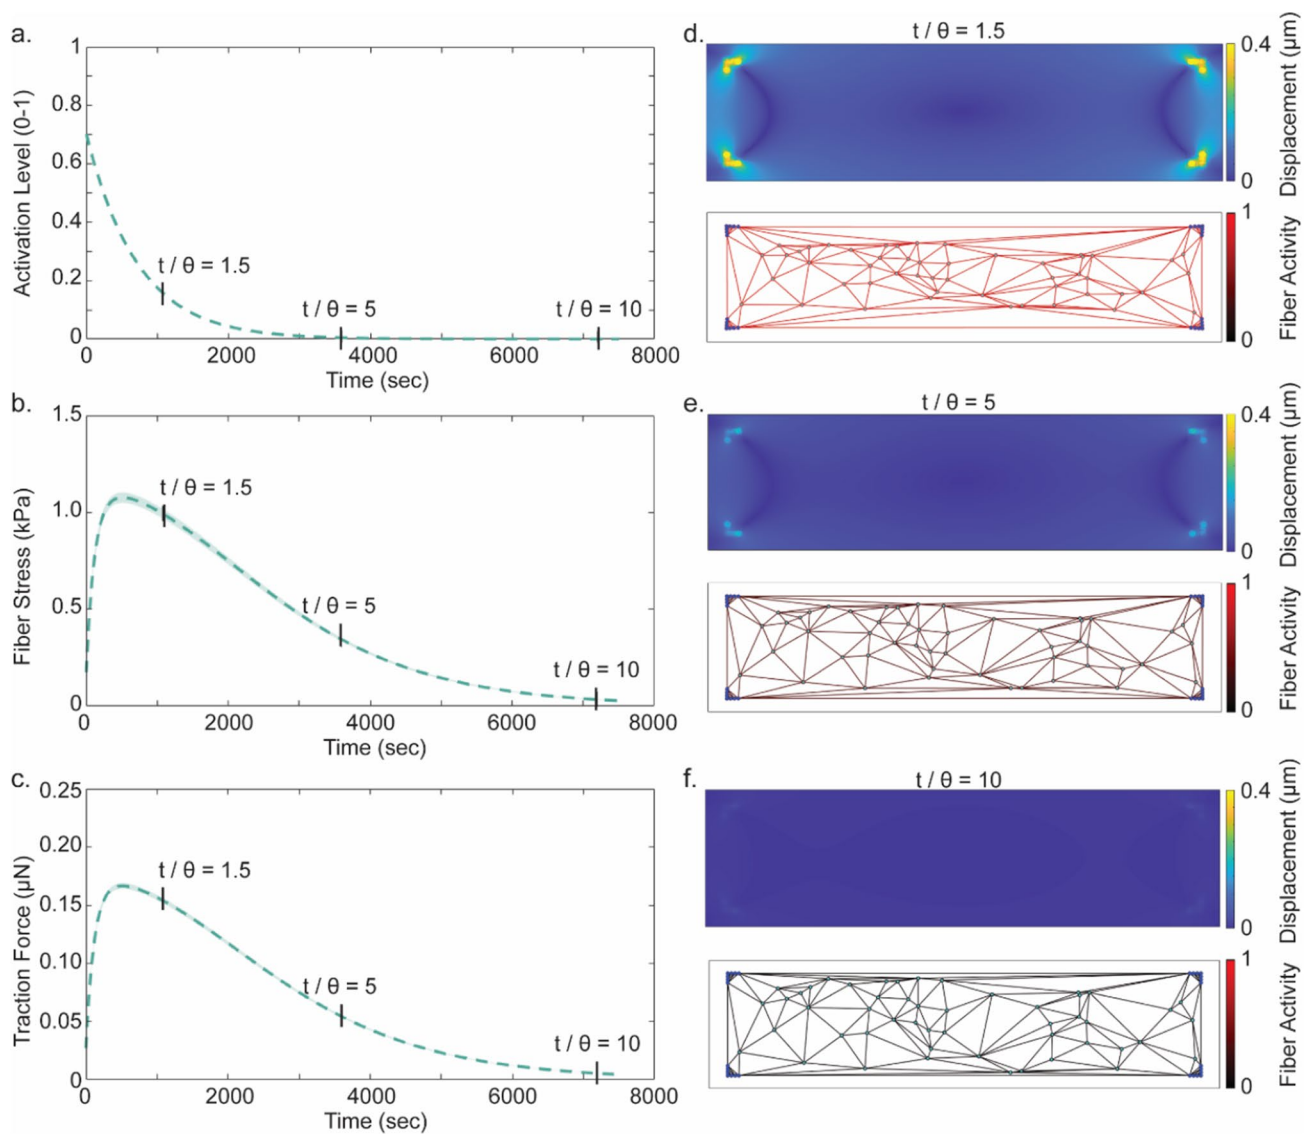 a.
1
0.8
0.6
0.4
0.2
0
Activation Level (0-1)
t / θ = 1.5
t / θ = 5
t / θ = 10
0 2000 4000 6000 8000
Time (sec)
b.
1.5
1.0
0.5
0
Fiber Stress (kPa)
t / θ = 1.5
t / θ = 5
t / θ = 10
0 2000 4000 6000 8000
Time (sec)
c.
0.25
0.20
0.15
0.10
0.05
0
Traction Force (μN)
t / θ = 1.5
t / θ = 5
t / θ = 10
0 2000 4000 6000 8000
Time (sec)
d.
t / θ = 1.5
0.4
0
Displacement (μm)
1
0
Fiber Activity
e.
t / θ = 5
0.4
0
Displacement (μm)
1
0
Fiber Activity
f.
t / θ = 10
0.4
0
Displacement (μm)
1
0
Fiber Activity